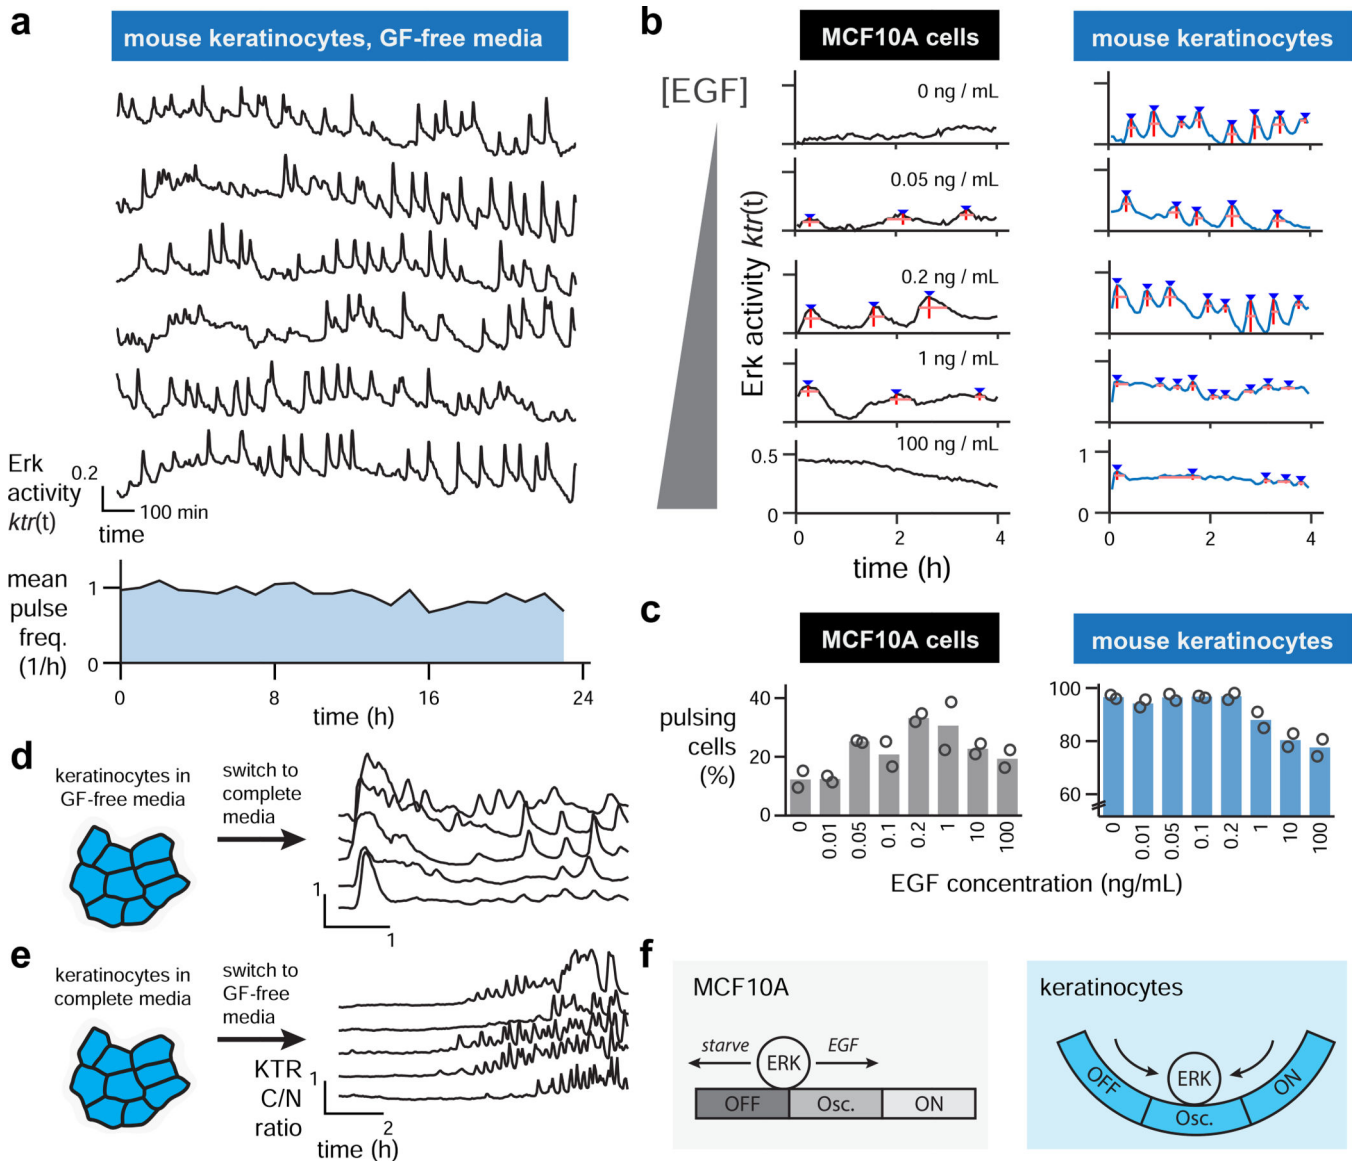 a
mouse keratinocytes, GF-free media
Erk
activity
ktr(t)
0.2
100 min
time
mean
pulse
freq.
(1/h)
1
0
0
8
16
24
time (h)
b
MCF10A cells
mouse keratinocytes
[EGF]
Erk activity ktr(t)
0 ng / mL
0.05 ng / mL
0.2 ng / mL
1 ng / mL
100 ng / mL
0.5
0
0
2
4
1
0
0
2
4
time (h)
c
MCF10A cells
mouse keratinocytes
pulsing
cells
(%)
40
20
0
0
0.01
0.05
0.1
0.2
1
10
100
100
80
60
0
0.01
0.05
0.1
0.2
1
10
100
EGF concentration (ng/mL)
d
keratinocytes in
GF-free media
switch to
complete
media
1
1
e
keratinocytes in
complete media
switch to
GF-free
media
KTR
C/N
ratio
1
2
time (h)
f
MCF10A
starve
ERK
EGF
OFF
Osc.
ON
keratinocytes
ERK
OFF
Osc.
ON